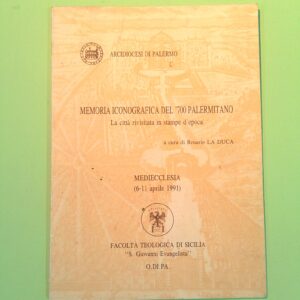 ARCIDIOCESI DI PALERMO
MEMORIA ICONOGRAFICA DEL '700 PALERMITANO
La città rivisitata in stampe d'epoca
a cura di Rosario LA DUCA
MEDIECCLESIA
(6-11 aprile 1991)
FACOLTÀ TEOLOGICA DI SICILIA
"S. Giovanni Evangelista"
O.DI.PA.